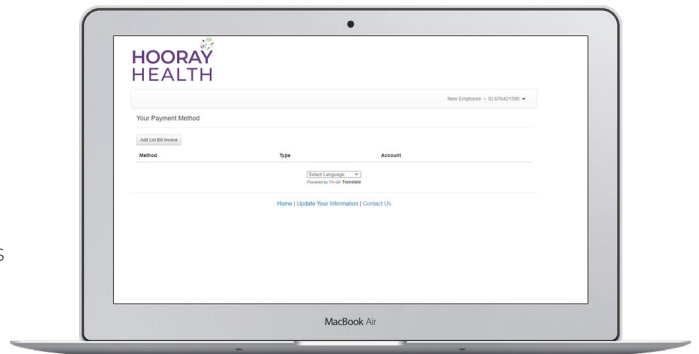 HOORAY
HEALTH
New Employee • ID 676421590
Your Payment Method
Add List Bill Invoice
Method Type Account
Select Language
Powered by Google Translate
Home | Update Your Information | Contact Us
S
MacBook Air